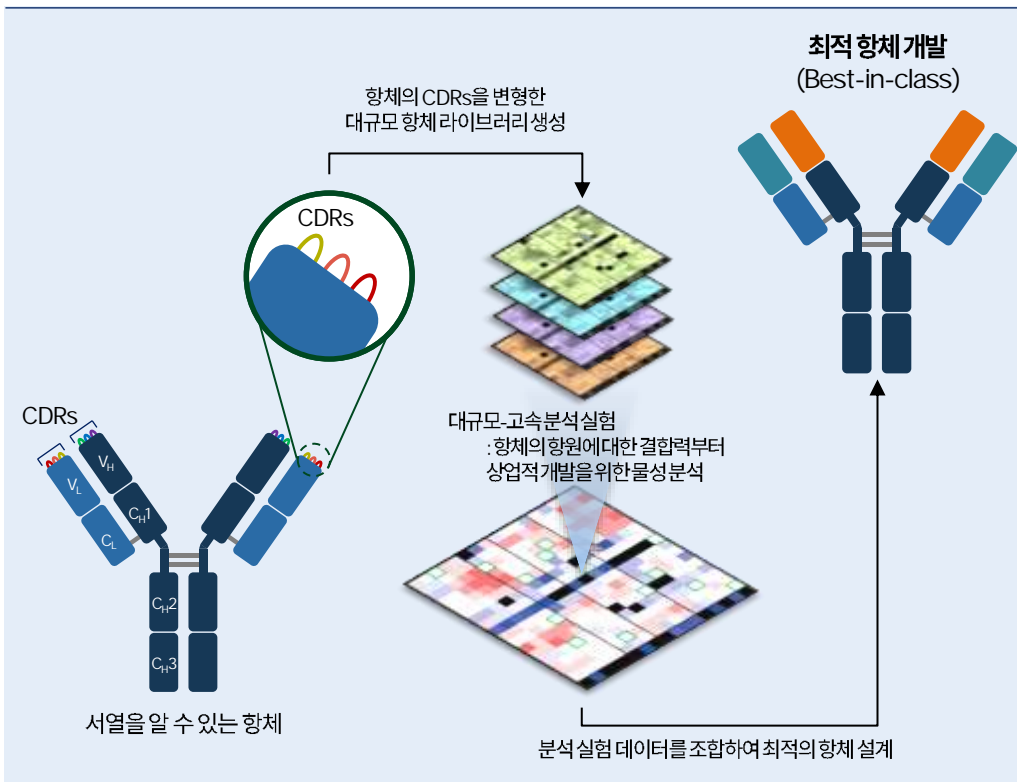 최적 항체 개발
(Best-in-class)
항체의 CDRs을 변형한
대규모 항체 라이브러리 생성
CDRs
대규모-고속 분석 실험
: 항체의 항원에 대한 결합력부터
상업적 개발을 위한 물성 분석
CDRs
VH
VL
CH1
CL
CH2
CH3
서열을 알 수 있는 항체
분석 실험 데이터를 조합하여 최적의 항체 설계